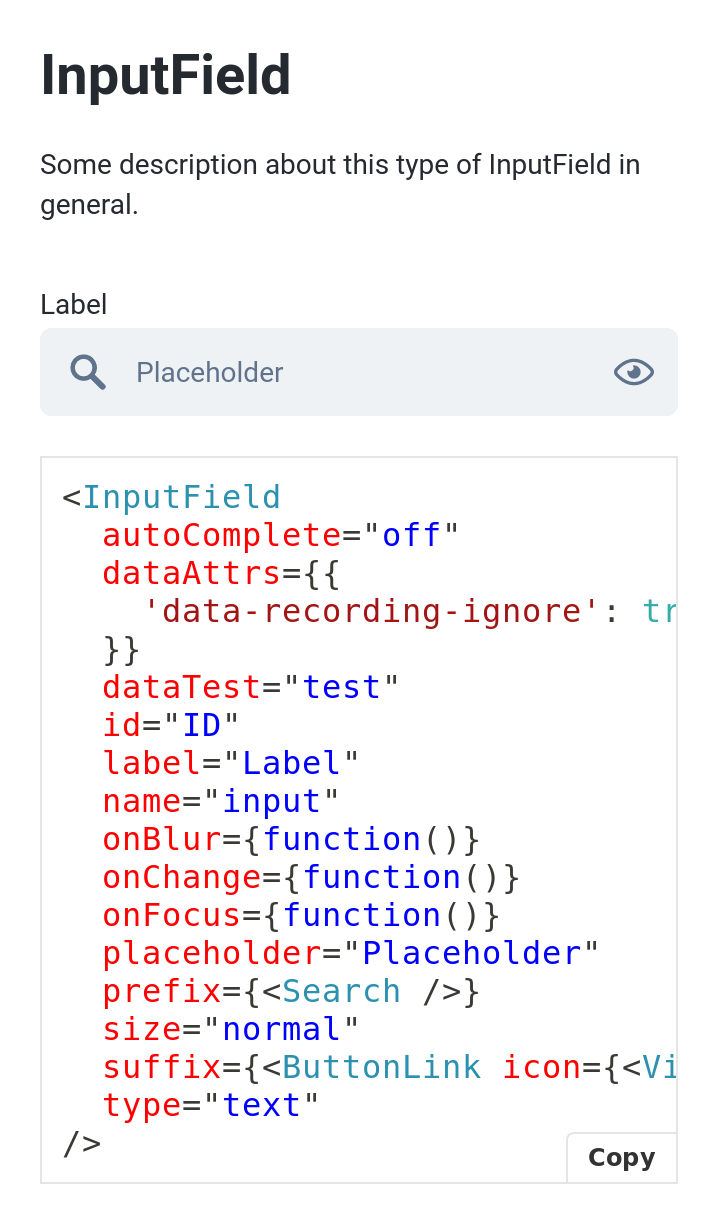 InputField
Some description about this type of InputField in
general.
Label
Placeholder
<InputField
  autoComplete="off"
  dataAttrs={{
    'data-recording-ignore': tr
  }}
  dataTest="test"
  id="ID"
  label="Label"
  name="input"
  onBlur={function()}
  onChange={function()}
  onFocus={function()}
  placeholder="Placeholder"
  prefix={<Search />}
  size="normal"
  suffix={<ButtonLink icon={<Vi
  type="text"
/>
Copy